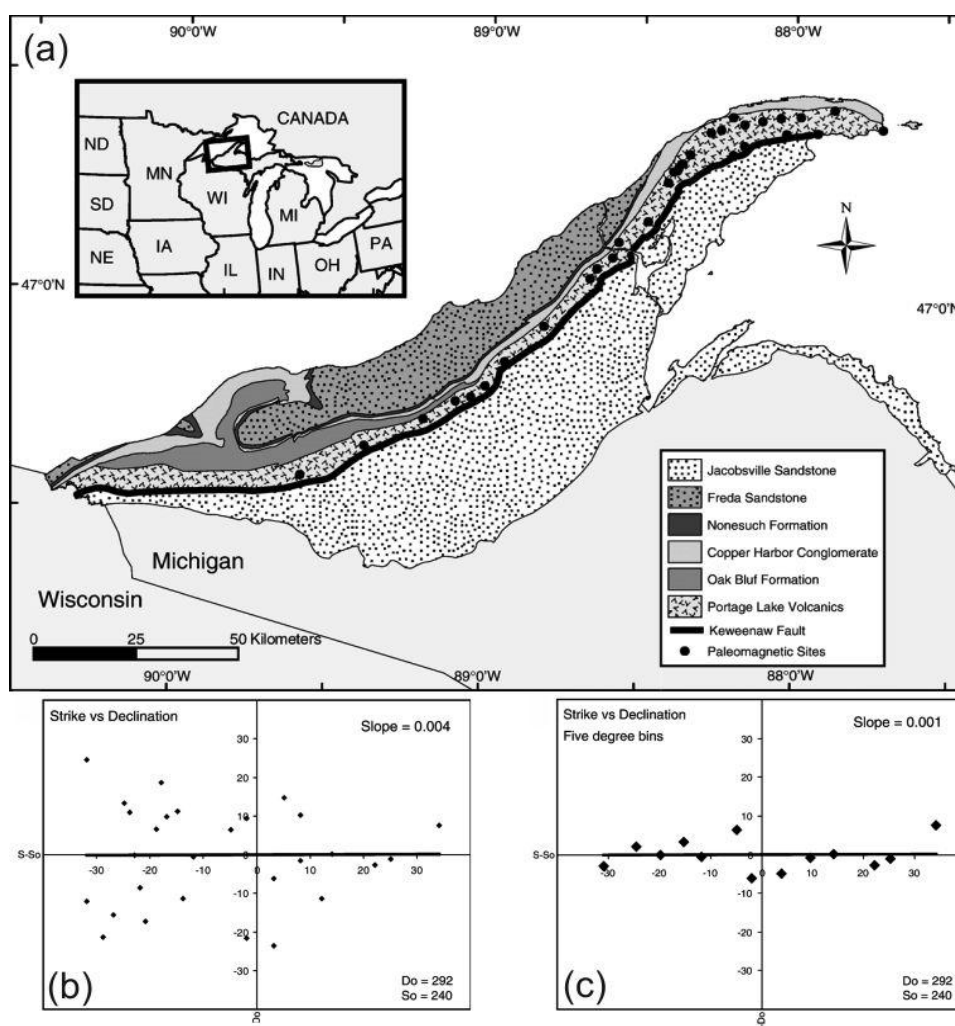 (a)
90°0'W
89°0'W
88°0'W
CANADA
ND
MN
SD
WI
MI
NE
IA
IL
IN
OH
PA
N
47°0'N
47°0'N
Jacobsville Sandstone
Freda Sandstone
Nonesuch Formation
Copper Harbor Conglomerate
Oak Bluf Formation
Portage Lake Volcanics
Keweenaw Fault
Paleomagnetic Sites
Michigan
Wisconsin
0 25 50 Kilometers
90°0'W
89°0'W
88°0'W
Strike vs Declination
Slope = 0.004
30
20
10
S-So
-30 -20 -10 0 10 20 30
-10
-20
-30
Do = 292
So = 240
(b)
Do
Strike vs Declination
Five degree bins
Slope = 0.001
30
20
10
S-So
-30 -20 -10 0 10 20 30
-10
-20
-30
Do = 292
So = 240
(c)